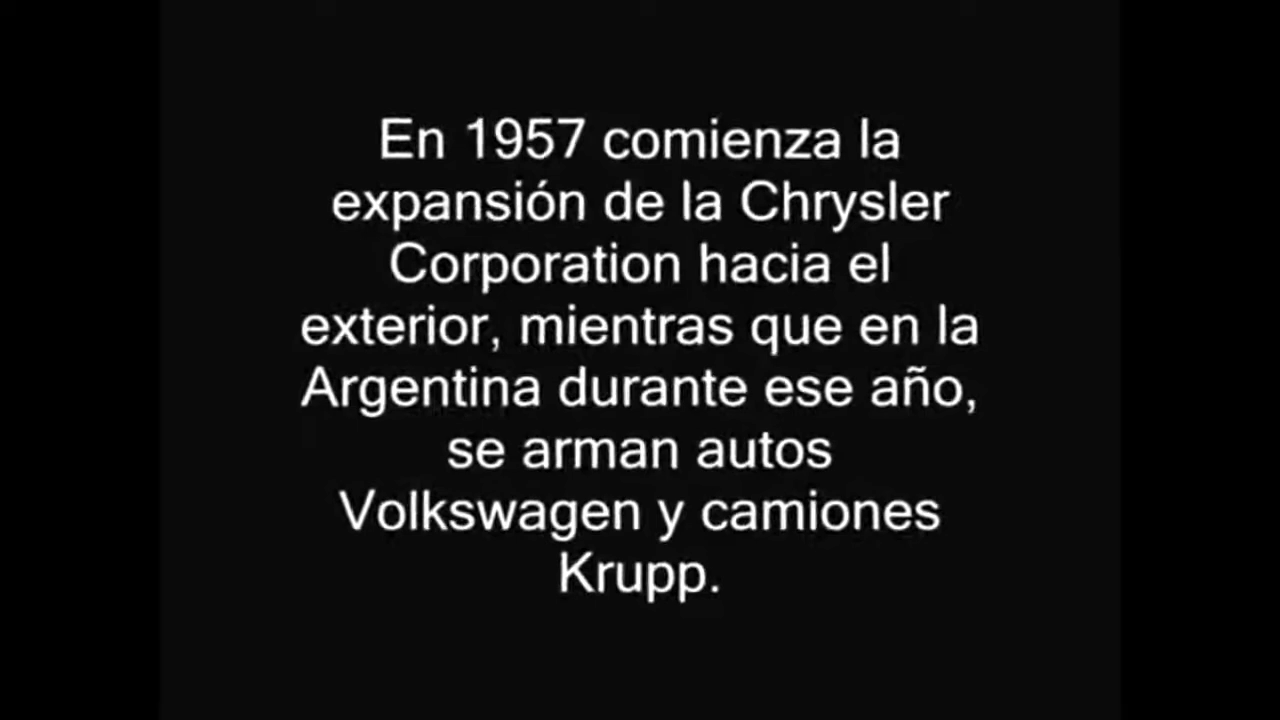 En 1957 comienza la
expansión de la Chrysler
Corporation hacia el
exterior, mientras que en la
Argentina durante ese año,
se arman autos
Volkswagen y camiones
Krupp.